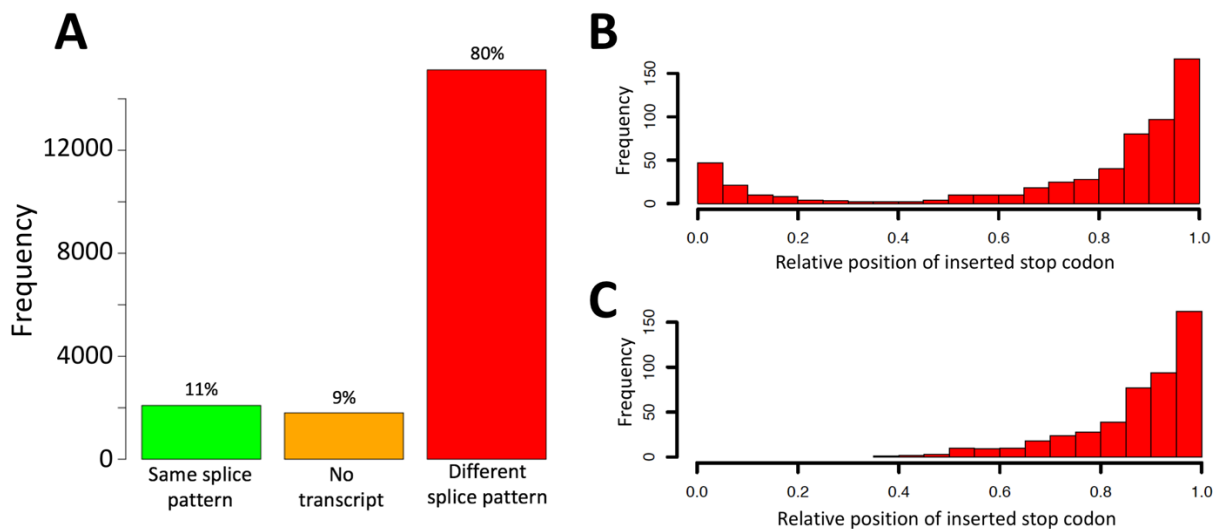 A
Frequency
12000
8000
4000
0
11%
9%
80%
Same splice
pattern
No
transcript
Different
splice pattern
B
Frequency
150
100
50
0
0.0 0.2 0.4 0.6 0.8 1.0
Relative position of inserted stop codon
C
Frequency
150
100
50
0
0.0 0.2 0.4 0.6 0.8 1.0
Relative position of inserted stop codon